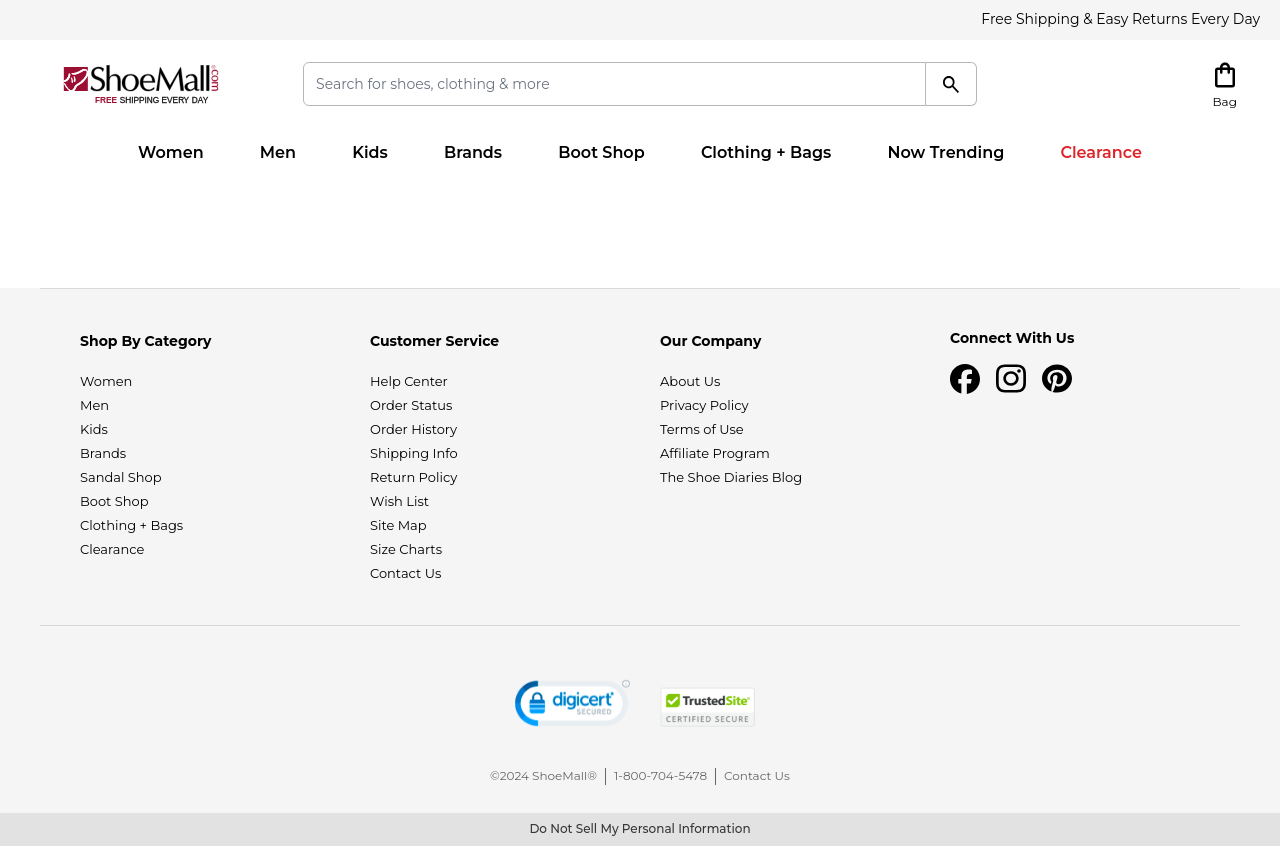 Free Shipping & Easy Returns Every Day
ShoeMall.com
FREE SHIPPING EVERY DAY
Search for shoes, clothing & more
Bag
Women Men Kids Brands Boot Shop Clothing + Bags Now Trending Clearance
Shop By Category
Women
Men
Kids
Brands
Sandal Shop
Boot Shop
Clothing + Bags
Clearance
Customer Service
Help Center
Order Status
Order History
Shipping Info
Return Policy
Wish List
Site Map
Size Charts
Contact Us
Our Company
About Us
Privacy Policy
Terms of Use
Affiliate Program
The Shoe Diaries Blog
Connect With Us
digicert
SECURED
TrustedSite
CERTIFIED SECURE
©2024 ShoeMall® 1-800-704-5478 Contact Us
Do Not Sell My Personal Information